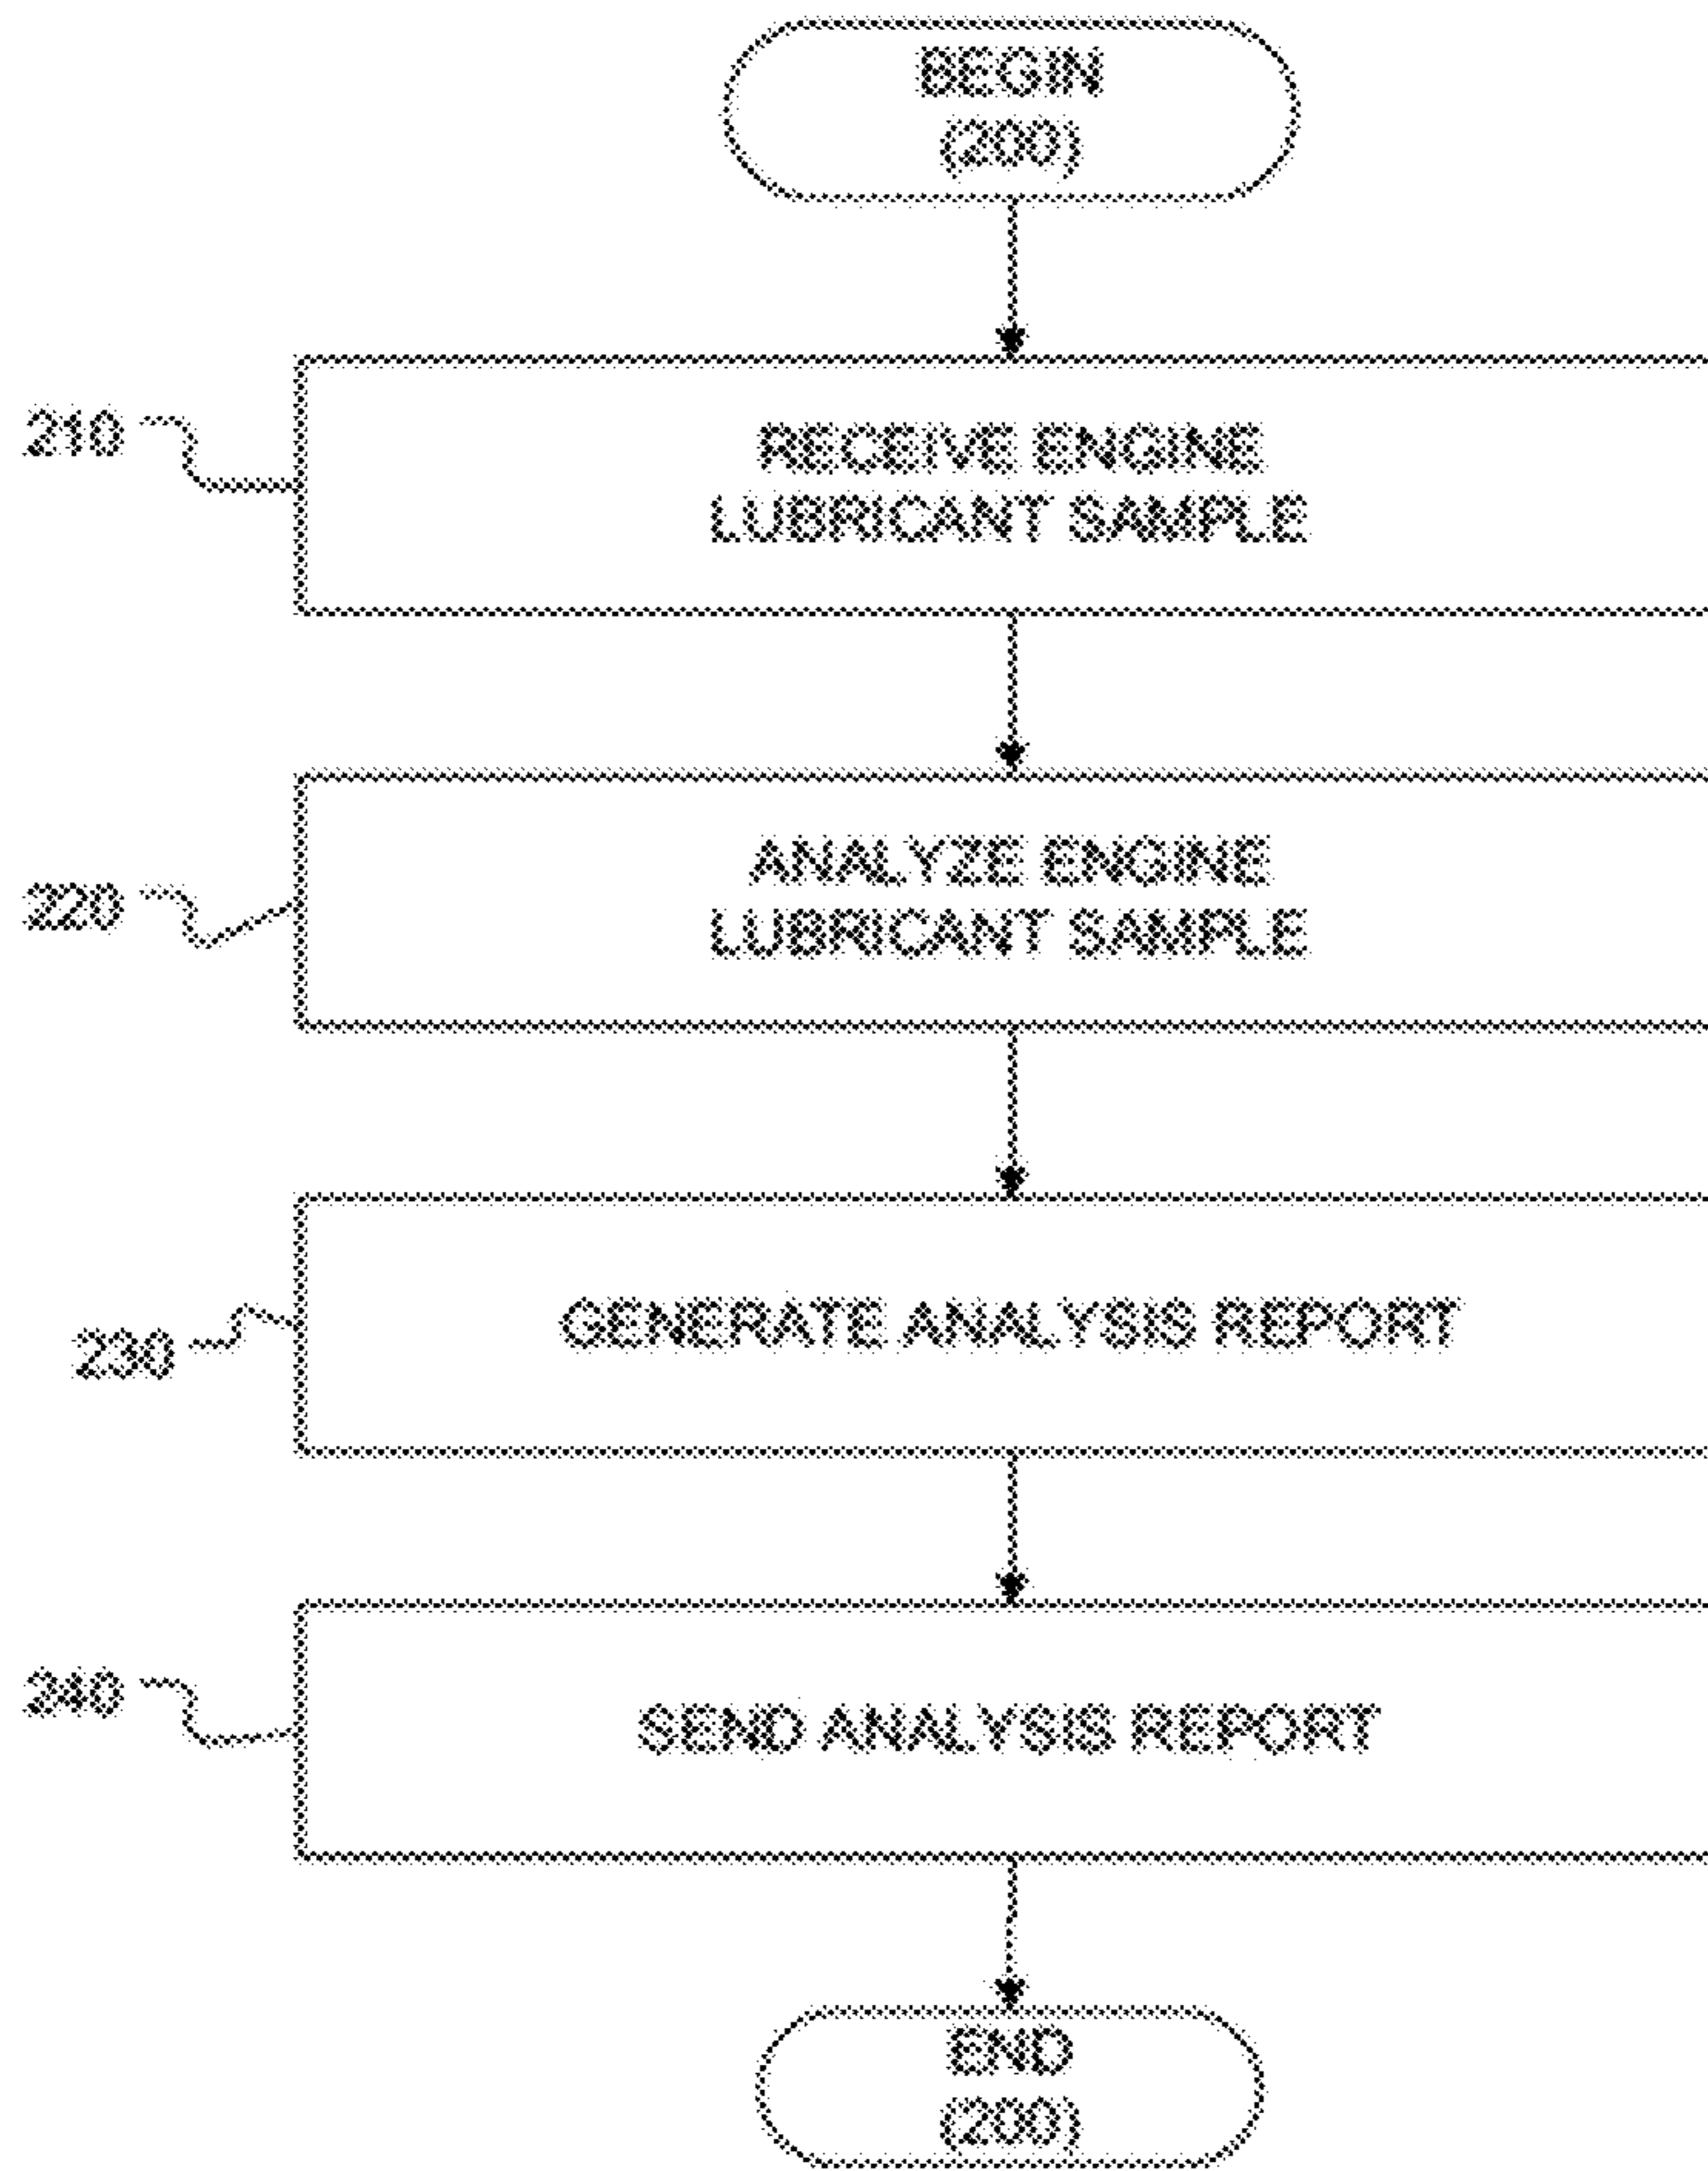 BEGIN
(200)
210
RECEIVE ENGINE
LUBRICANT SAMPLE
220
ANALYZE ENGINE
LUBRICANT SAMPLE
230
GENERATE ANALYSIS REPORT
240
SEND ANALYSIS REPORT
END
(200)